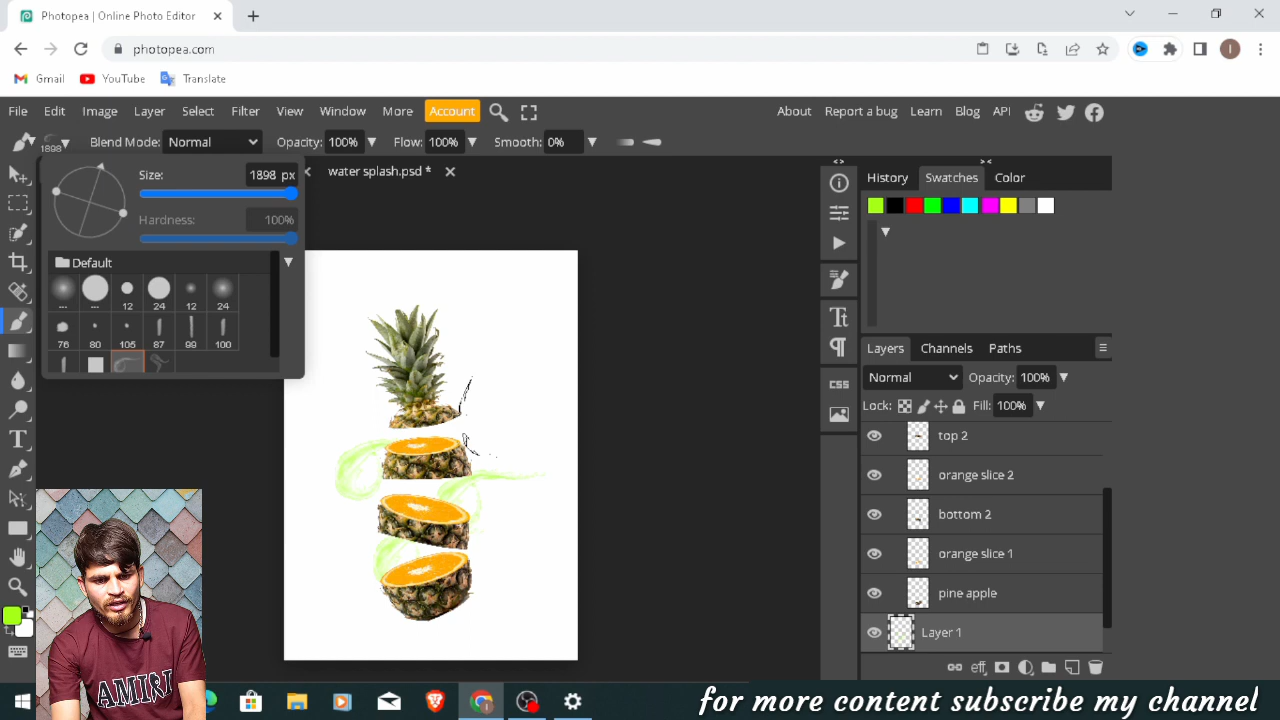 Photopea | Online Photo Editor
photopea.com
Gmail YouTube Translate
File Edit Image Layer Select Filter View Window More Account About Report a bug Learn Blog API
1898 Blend Mode: Normal Opacity: 100% Flow: 100% Smooth: 0%
water splash.psd *
Size: 1898 px
Hardness: 100%
Default
--- --- 12 24 12 24
76 80 105 87 99 100
History Swatches Color
CSS
Layers Channels Paths
Normal Opacity: 100%
Lock: Fill: 100%
top 2
orange slice 2
bottom 2
orange slice 1
pine apple
Layer 1
eff
AMIRI
for more content subscribe my channel